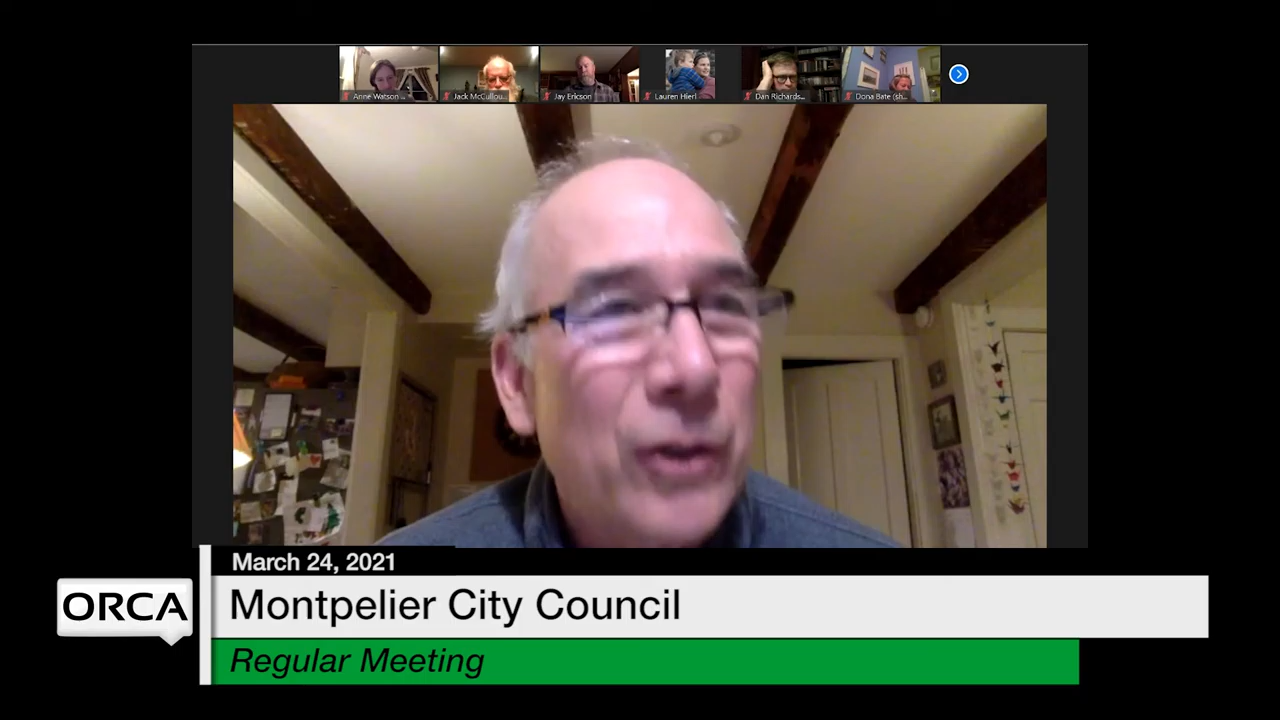 Anne Watson ...
Jack McCullou...
Jay Ericson
Lauren Hierl
Dan Richards...
Dona Bate (sh...
March 24, 2021
Montpelier City Council
ORCA
Regular Meeting